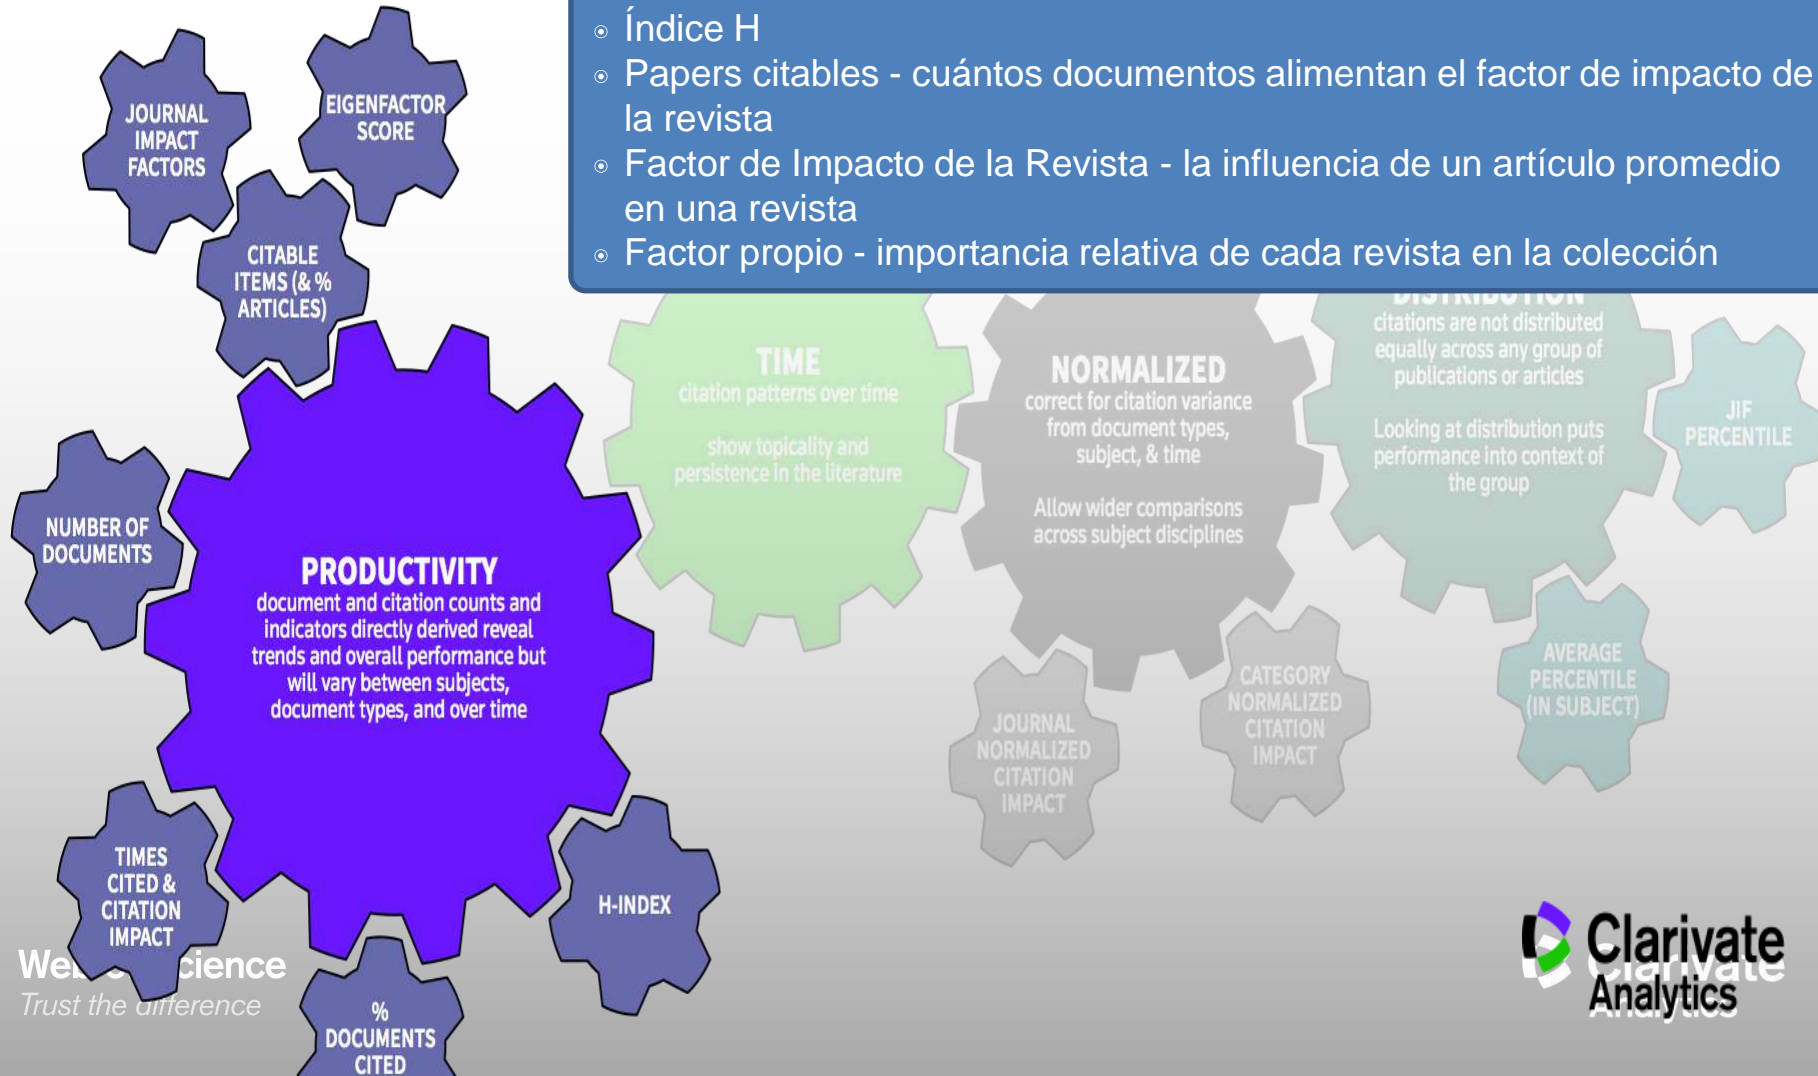 Índice H
Papers citables - cuántos documentos alimentan el factor de impacto de
la revista
Factor de Impacto de la Revista - la influencia de un artículo promedio
en una revista
Factor propio - importancia relativa de cada revista en la colección
JOURNAL
IMPACT
FACTORS
EIGENFACTOR
SCORE
CITABLE
ITEMS (& %
ARTICLES)
NUMBER OF
DOCUMENTS
PRODUCTIVITY
document and citation counts and
indicators directly derived reveal
trends and overall performance but
will vary between subjects,
document types, and over time
TIMES
CITED &
CITATION
IMPACT
%
DOCUMENTS
CITED
H-INDEX
TIME
citation patterns over time
show topicality and
persistence in the literature
NORMALIZED
correct for citation variance
from document types,
subject, & time
Allow wider comparisons
across subject disciplines
JOURNAL
NORMALIZED
CITATION
IMPACT
CATEGORY
NORMALIZED
CITATION
IMPACT
DISTRIBUTION
citations are not distributed
equally across any group of
publications or articles
Looking at distribution puts
performance into context of
the group
JIF
PERCENTILE
AVERAGE
PERCENTILE
(IN SUBJECT)
Trust the difference
Clarivate
Analytics
Clarivate
Analytics